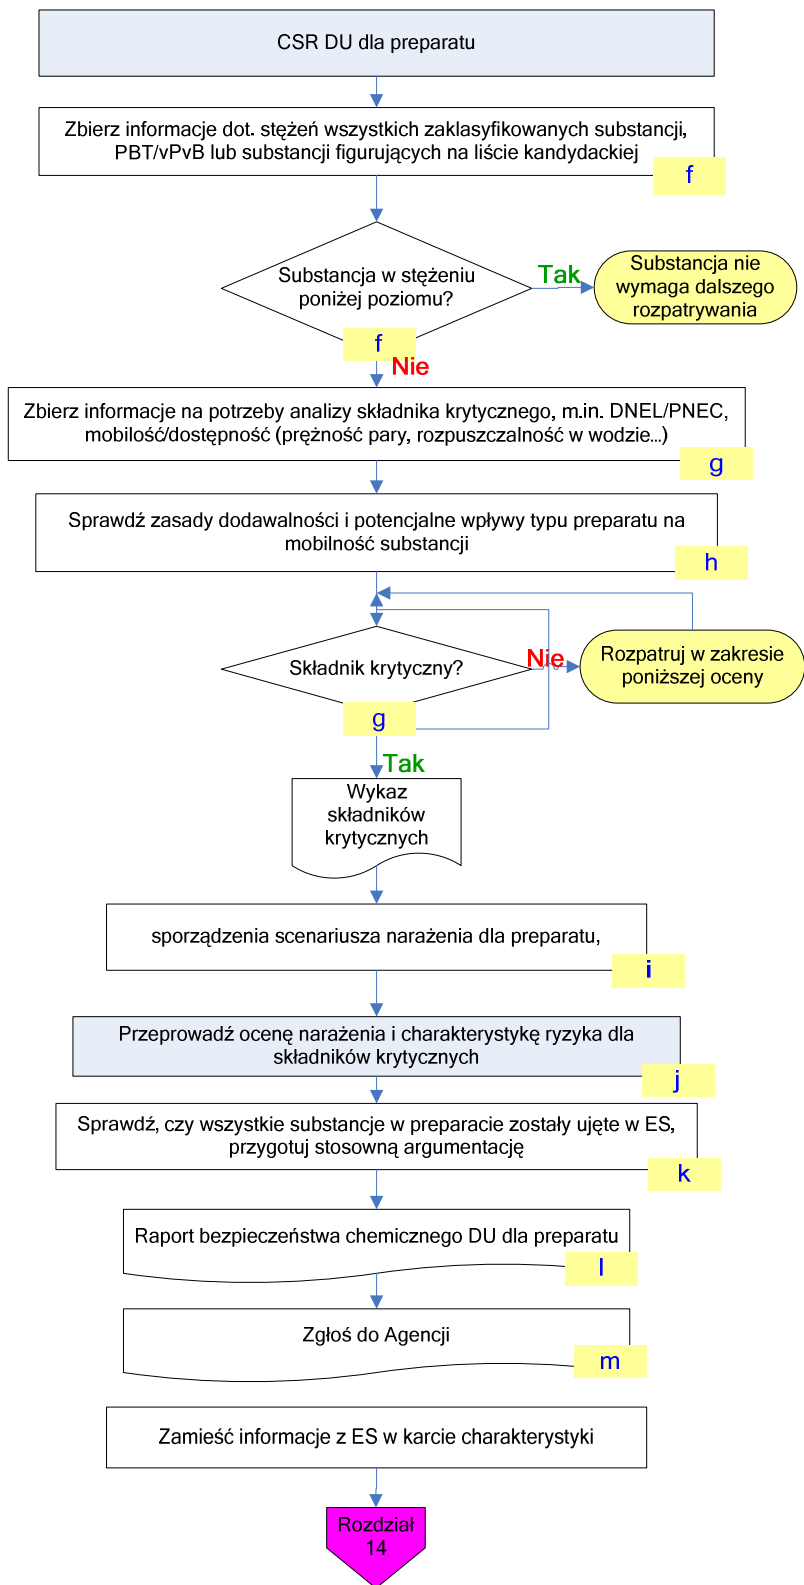 CSR DU dla preparatu
Zbierz informacje dot. stężeń wszystkich zaklasyfikowanych substancji,
PBT/vPvB lub substancji figurujących na liście kandydackiej
f
Substancja w stężeniu
poniżej poziomu?
f
Tak
Substancja nie
wymaga dalszego
rozpatrywania
Nie
Zbierz informacje na potrzeby analizy składnika krytycznego, m.in. DNEL/PNEC,
mobilość/dostępność (prężność pary, rozpuszczalność w wodzie...)
g
Sprawdź zasady dodawalności i potencjalne wpływy typu preparatu na
mobilność substancji
h
Składnik krytyczny?
g
Nie
Rozpatruj w zakresie
poniższej oceny
Tak
Wykaz
składników
krytycznych
sporządzenia scenariusza narażenia dla preparatu,
i
Przeprowadź ocenę narażenia i charakterystykę ryzyka dla
składników krytycznych
j
Sprawdź, czy wszystkie substancje w preparacie zostały ujęte w ES,
przygotuj stosowną argumentację
k
Raport bezpieczeństwa chemicznego DU dla preparatu
l
Zgłoś do Agencji
m
Zamieść informacje z ES w karcie charakterystyki
Rozdział
14